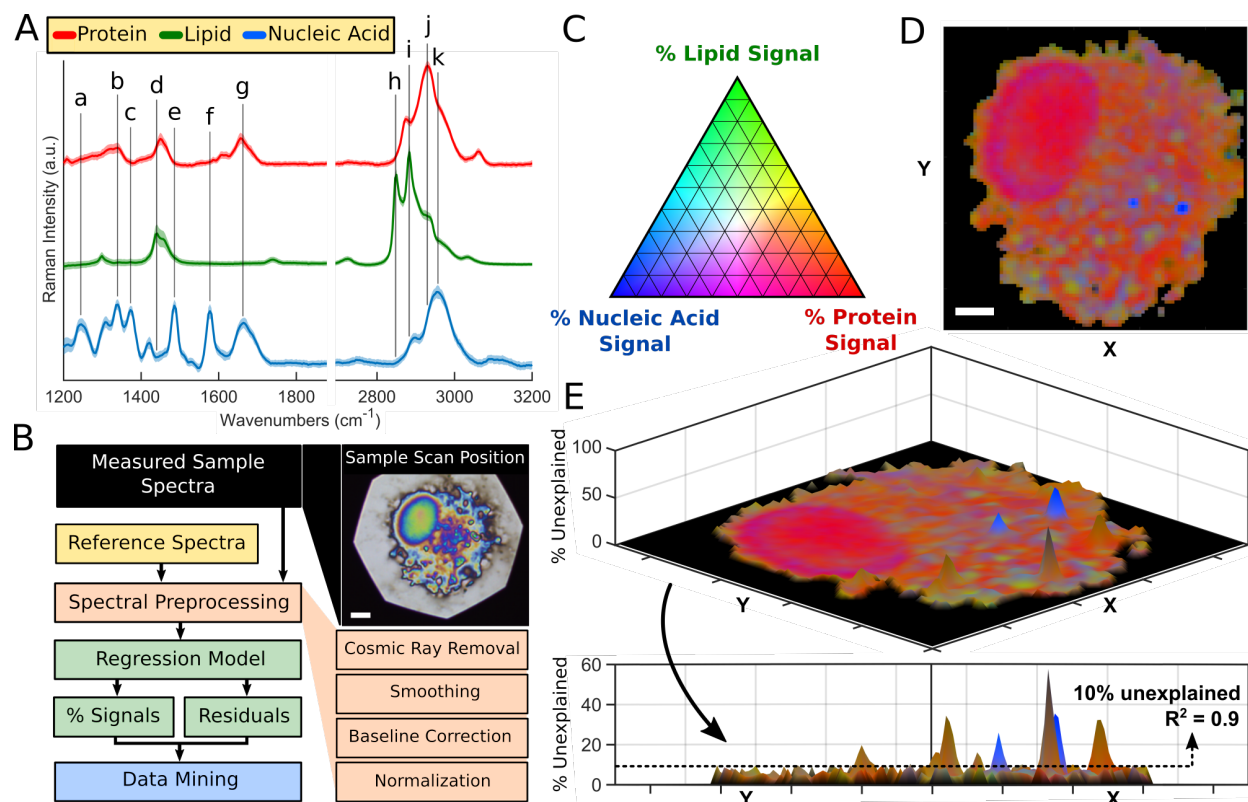 A
Protein Lipid Nucleic Acid
a b c d e f g h i j k
Raman Intensity (a.u.)
1200 1400 1600 1800 2800 3000 3200
Wavenumbers (cm⁻¹)
B
Measured Sample
Spectra
Reference Spectra
Spectral Preprocessing
Regression Model
% Signals
Residuals
Data Mining
Sample Scan Position
Cosmic Ray Removal
Smoothing
Baseline Correction
Normalization
C
% Lipid Signal
% Nucleic Acid
Signal
% Protein
Signal
D
Y
X
E
% Unexplained
100
50
0
Y
X
% Unexplained
60
40
20
0
10% unexplained
R² = 0.9
Y
X